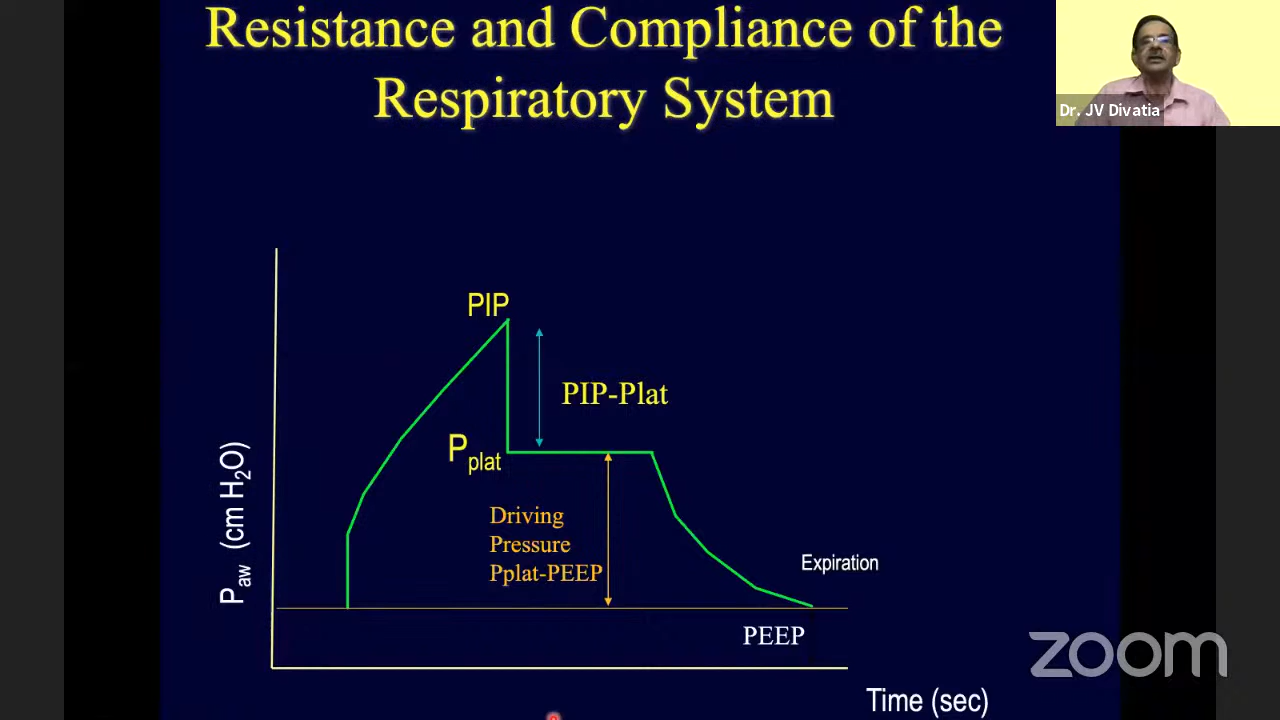 Resistance and Compliance of the
Respiratory System
Dr. JV Divatia
PIP
PIP-Plat
Pplat
Driving
Pressure
Pplat-PEEP
Paw (cm H2O)
Expiration
PEEP
zoom
Time (sec)